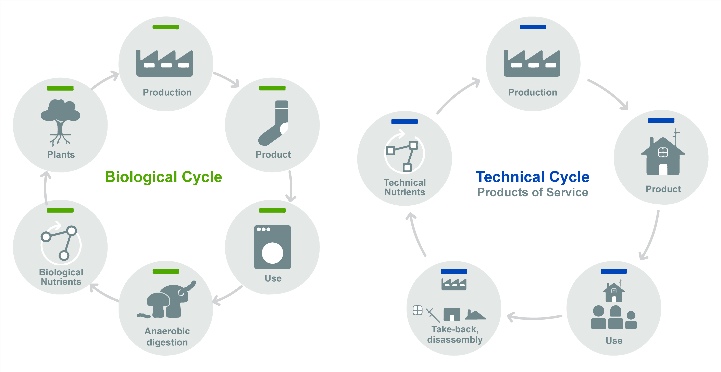 Production
Plants
Product
Biological Cycle
Biological
Nutrients
Use
Anaerobic
digestion
Production
Technical
Nutrients
Technical Cycle
Products of Service
Product
Take-back,
disassembly
Use